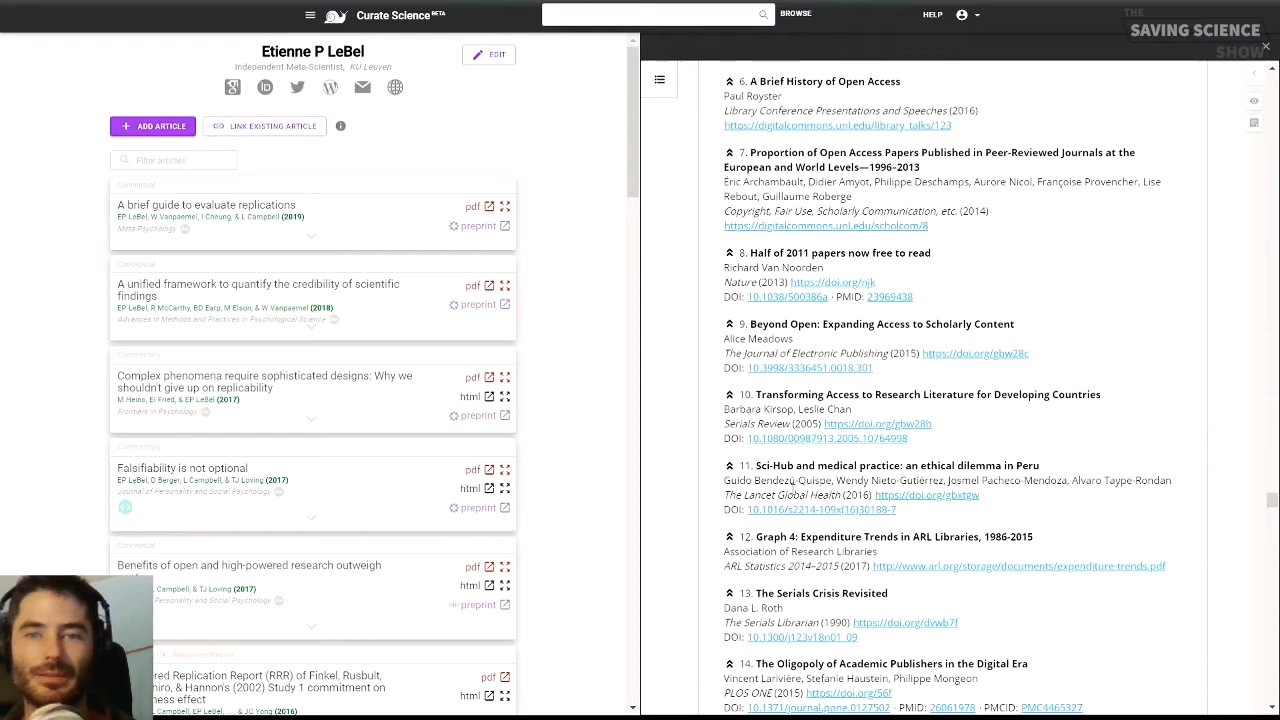 Curate Science BETA
BROWSE
HELP
THE
SAVING SCIENCE
SHOW
Etienne P LeBel
EDIT
Independent Meta-Scientist, KU Leuven
ADD ARTICLE
LINK EXISTING ARTICLE
Filter articles
Conceptual
A brief guide to evaluate replications
EP LeBel, W Vanpaemel, I Cheung, & L Campbell (2019)
Meta-Psychology
pdf
preprint
Conceptual
A unified framework to quantify the credibility of scientific
findings
EP LeBel, R McCarthy, BD Earp, M Elson, & W Vanpaemel (2018)
Advances in Methods and Practices in Psychological Science
pdf
preprint
Commentary
Complex phenomena require sophisticated designs: Why we
shouldn't give up on replicability
M Heino, EI Fried, & EP LeBel (2017)
Frontiers in Psychology
pdf
html
preprint
Commentary
Falsifiability is not optional
EP LeBel, D Berger, L Campbell, & TJ Loving (2017)
Journal of Personality and Social Psychology
pdf
html
preprint
Conceptual
Benefits of open and high-powered research outweigh
Campbell, & TJ Loving (2017)
Personality and Social Psychology
pdf
html
preprint
Registered Report
Replication Report (RRR) of Finkel, Rusbult,
& Hannon's (2002) Study 1 commitment on
effect
Campbell, EP LeBel, ... , & JC Yong (2016)
pdf
html
6. A Brief History of Open Access
Paul Royster
Library Conference Presentations and Speeches (2016)
https://digitalcommons.unl.edu/library_talks/123
7. Proportion of Open Access Papers Published in Peer-Reviewed Journals at the
European and World Levels—1996–2013
Éric Archambault, Didier Amyot, Philippe Deschamps, Aurore Nicol, Françoise Provencher, Lise
Rebout, Guillaume Roberge
Copyright, Fair Use, Scholarly Communication, etc. (2014)
https://digitalcommons.unl.edu/scholcom/8
8. Half of 2011 papers now free to read
Richard Van Noorden
Nature (2013) https://doi.org/njk
DOI: 10.1038/500386a · PMID: 23969438
9. Beyond Open: Expanding Access to Scholarly Content
Alice Meadows
The Journal of Electronic Publishing (2015) https://doi.org/gbw28c
DOI: 10.3998/3336451.0018.301
10. Transforming Access to Research Literature for Developing Countries
Barbara Kirsop, Leslie Chan
Serials Review (2005) https://doi.org/gbw28b
DOI: 10.1080/00987913.2005.10764998
11. Sci-Hub and medical practice: an ethical dilemma in Peru
Guido Bendezú-Quispe, Wendy Nieto-Gutiérrez, Josmel Pacheco-Mendoza, Alvaro Taype-Rondan
The Lancet Global Health (2016) https://doi.org/gbxtgw
DOI: 10.1016/s2214-109x(16)30188-7
12. Graph 4: Expenditure Trends in ARL Libraries, 1986-2015
Association of Research Libraries
ARL Statistics 2014–2015 (2017) http://www.arl.org/storage/documents/expenditure-trends.pdf
13. The Serials Crisis Revisited
Dana L. Roth
The Serials Librarian (1990) https://doi.org/dvwb7f
DOI: 10.1300/j123v18n01_09
14. The Oligopoly of Academic Publishers in the Digital Era
Vincent Larivière, Stefanie Haustein, Philippe Mongeon
PLOS ONE (2015) https://doi.org/56f
DOI: 10.1371/journal.pone.0127502 · PMID: 26061978 · PMCID: PMC4465327